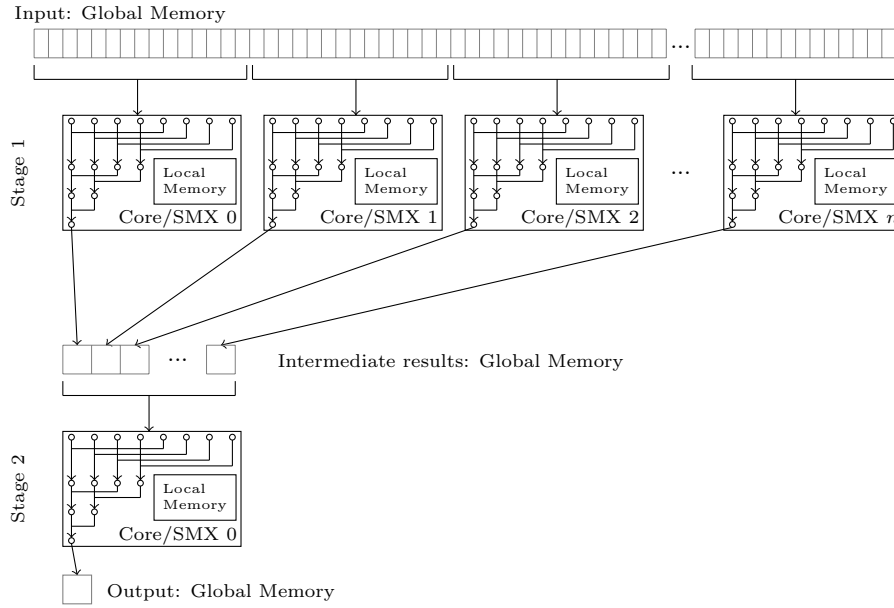 Input: Global Memory
...
Stage 1
Local
Memory
Core/SMX 0
Local
Memory
Core/SMX 1
Local
Memory
Core/SMX 2
...
Local
Memory
Core/SMX n
...
Intermediate results: Global Memory
Stage 2
Local
Memory
Core/SMX 0
Output: Global Memory